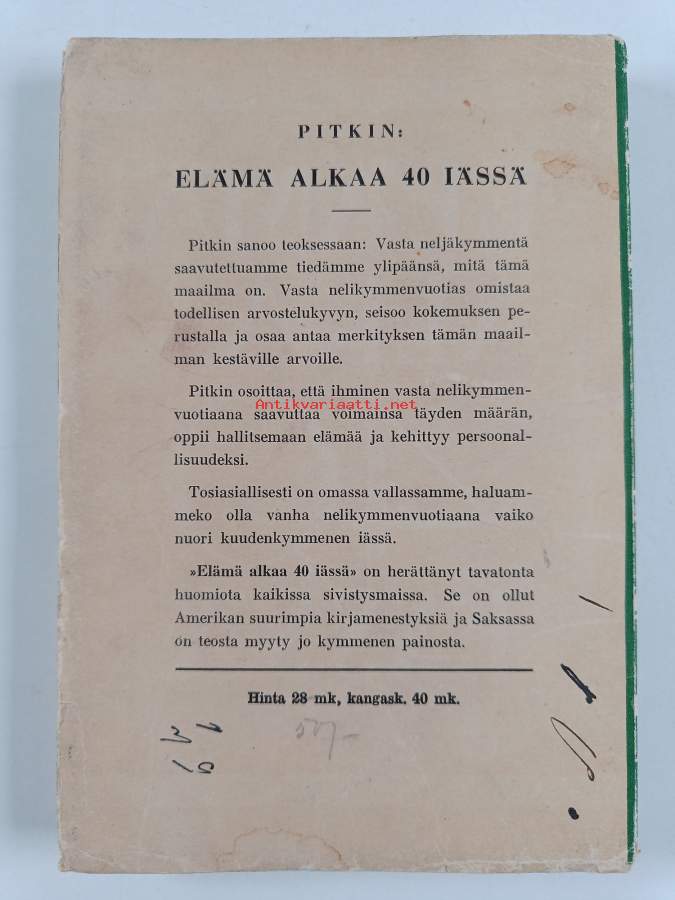 PITKIN:
ELÄMÄ ALKAA 40 IÄSSÄ
Pitkin sanoo teoksessaan: Vasta neljäkymmentä
saavutettuamme tiedämme ylipäänsä, mitä tämä
maailma on. Vasta nelikymmenvuotias omistaa
todellisen arvostelukyvyn, seisoo kokemuksen pe-
rustalla ja osaa antaa merkityksen tämän maail-
man kestäville arvoille.
Pitkin osoittaa, että ihminen vasta nelikymmen-
Antikvariaatti.net
vuotiaana saavuttaa voimainsa täyden määrän,
oppii hallitsemaan elämää ja kehittyy persoonal-
lisuudeksi.
Tosiasiallisesti on omassa vallassamme, haluam-
meko olla vanha nelikymmenvuotiaana vaiko
nuori kuudenkymmenen iässä.
»Elämä alkaa 40 iässä» on herättänyt tavatonta
huomiota kaikissa sivistysmaissa. Se on ollut
Amerikan suurimpia kirjamenestyksiä ja Saksassa
on teosta myyty jo kymmenen painosta.
Hinta 28 mk, kangask. 40 mk.